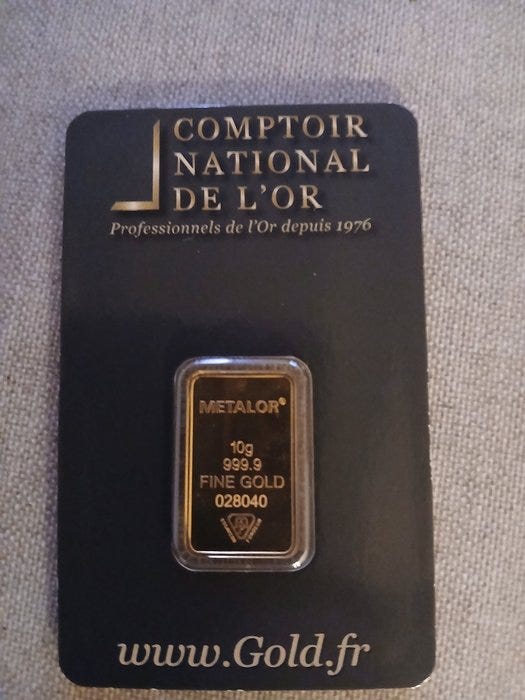 COMPTOIR
NATIONAL
DE L'OR
Professionnels de l'Or depuis 1976
METALOR®
10g
999.9
FINE GOLD
028040
www.Gold.fr